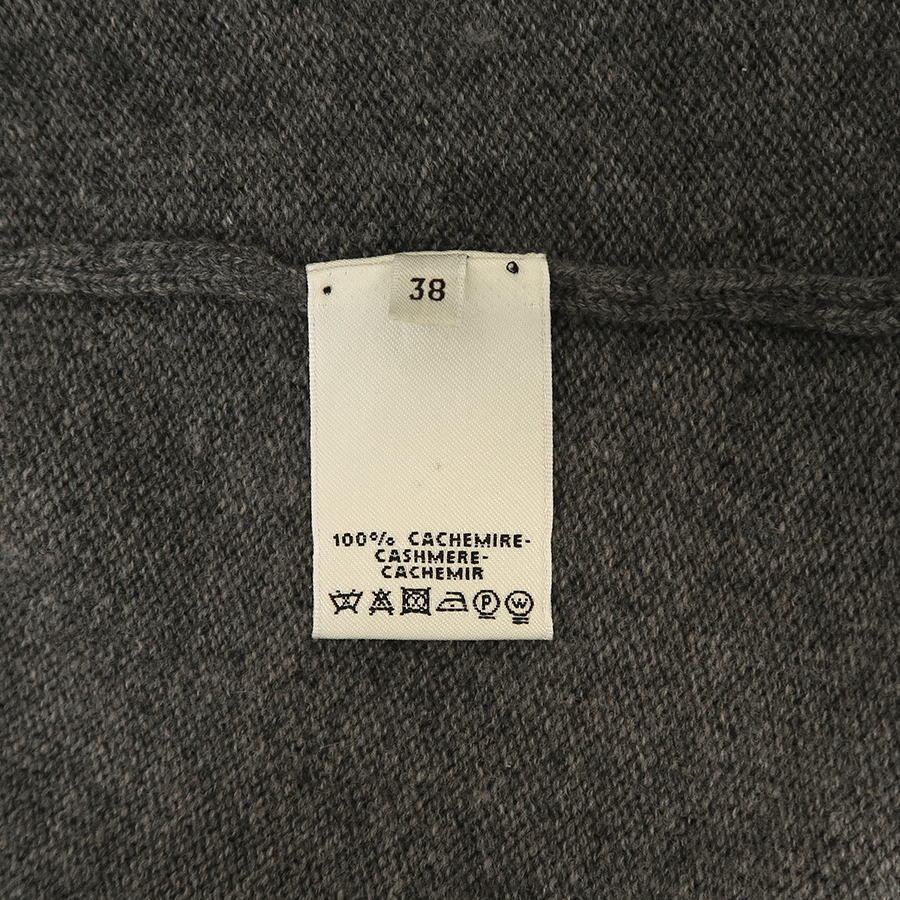 38
100% CACHEMIRE-
CASHMERE-
CACHEMIR
P W